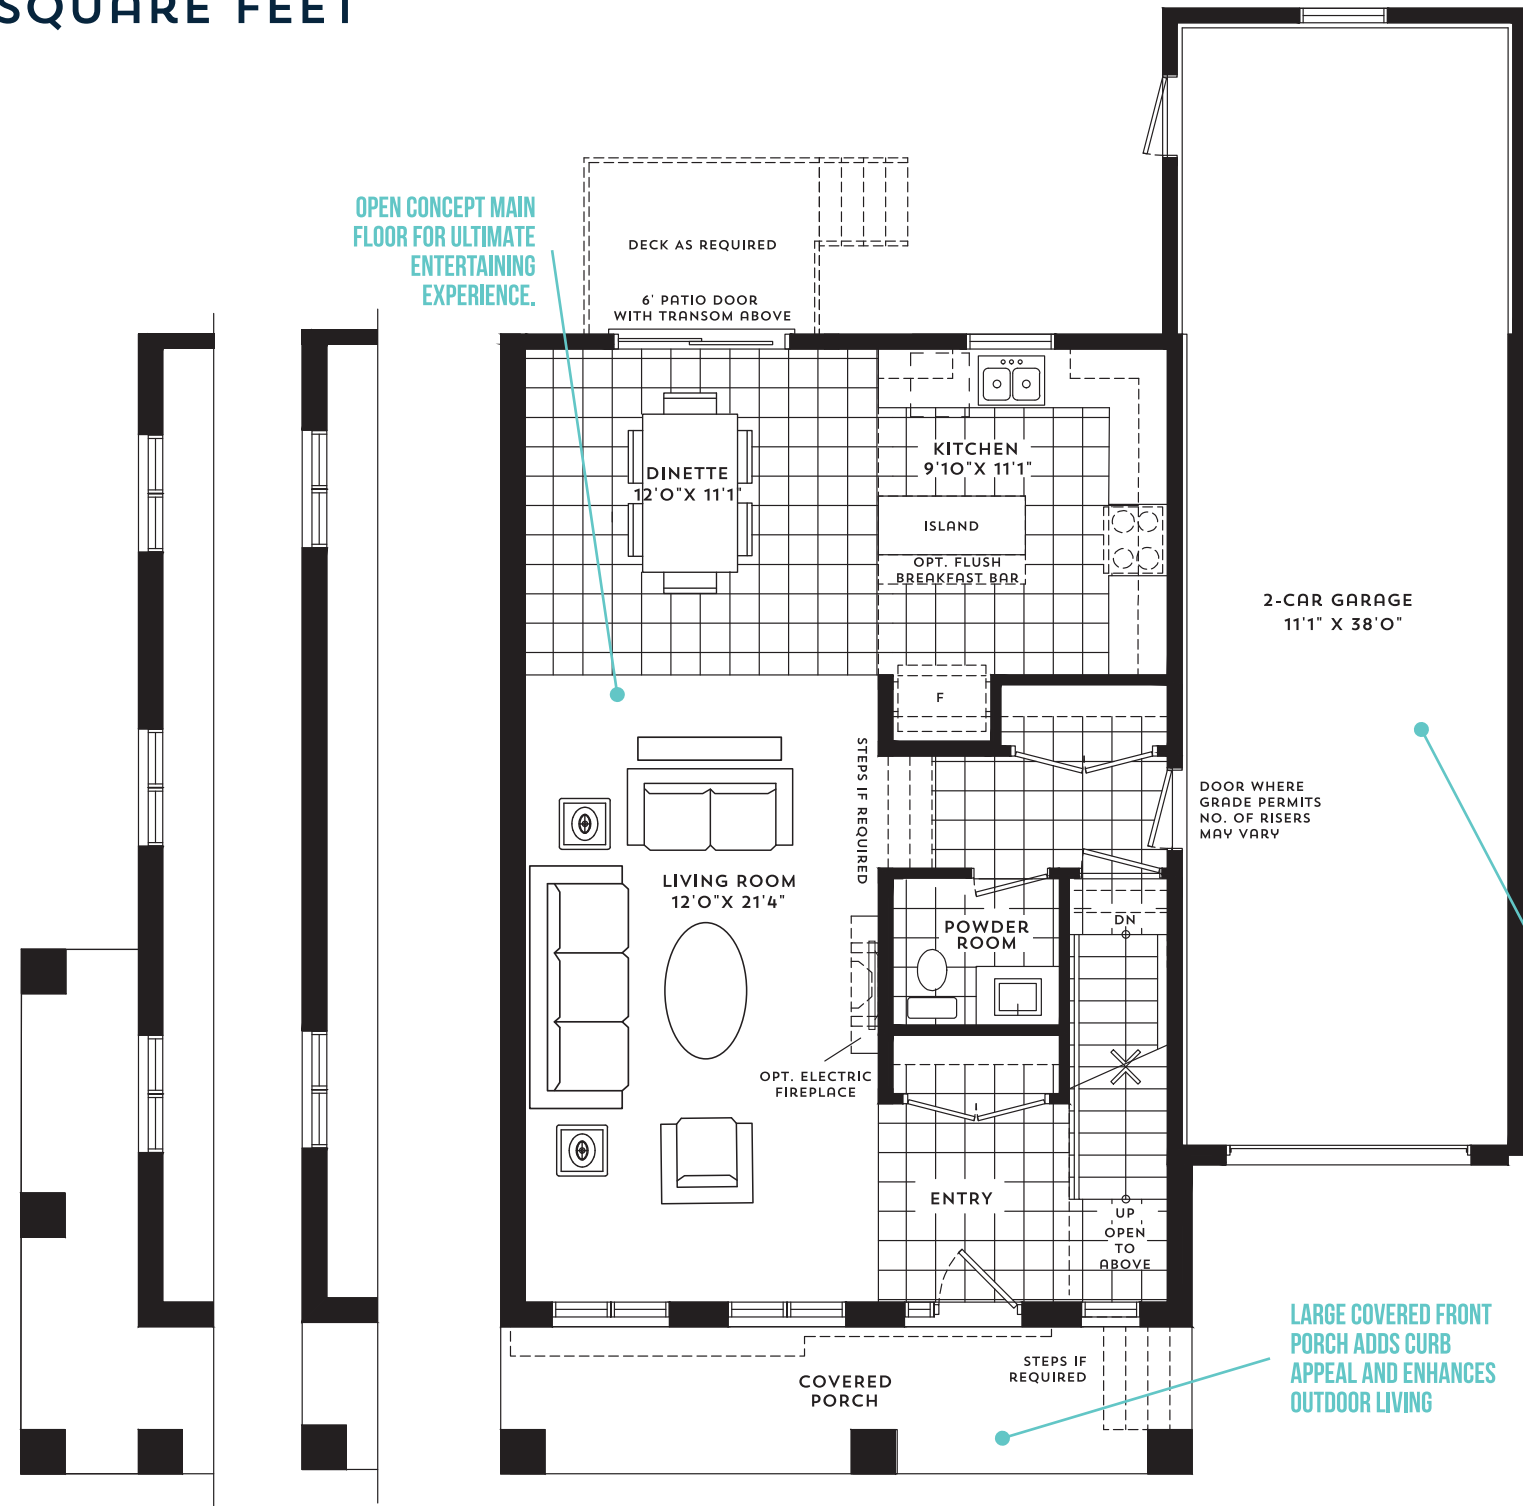 SQUARE FEET
OPEN CONCEPT MAIN
FLOOR FOR ULTIMATE
ENTERTAINING
EXPERIENCE.
DECK AS REQUIRED
6' PATIO DOOR
WITH TRANSOM ABOVE
DINETTE
12'0"X 11'1"
KITCHEN
9'10"X 11'1"
ISLAND
OPT. FLUSH
BREAKFAST BAR
2-CAR GARAGE
11'1" X 38'0"
F
STEPS IF REQUIRED
DOOR WHERE
GRADE PERMITS
NO. OF RISERS
MAY VARY
LIVING ROOM
12'0"X 21'4"
POWDER
ROOM
DN
OPT. ELECTRIC
FIREPLACE
ENTRY
UP
OPEN
TO
ABOVE
STEPS IF
REQUIRED
COVERED
PORCH
LARGE COVERED FRONT
PORCH ADDS CURB
APPEAL AND ENHANCES
OUTDOOR LIVING